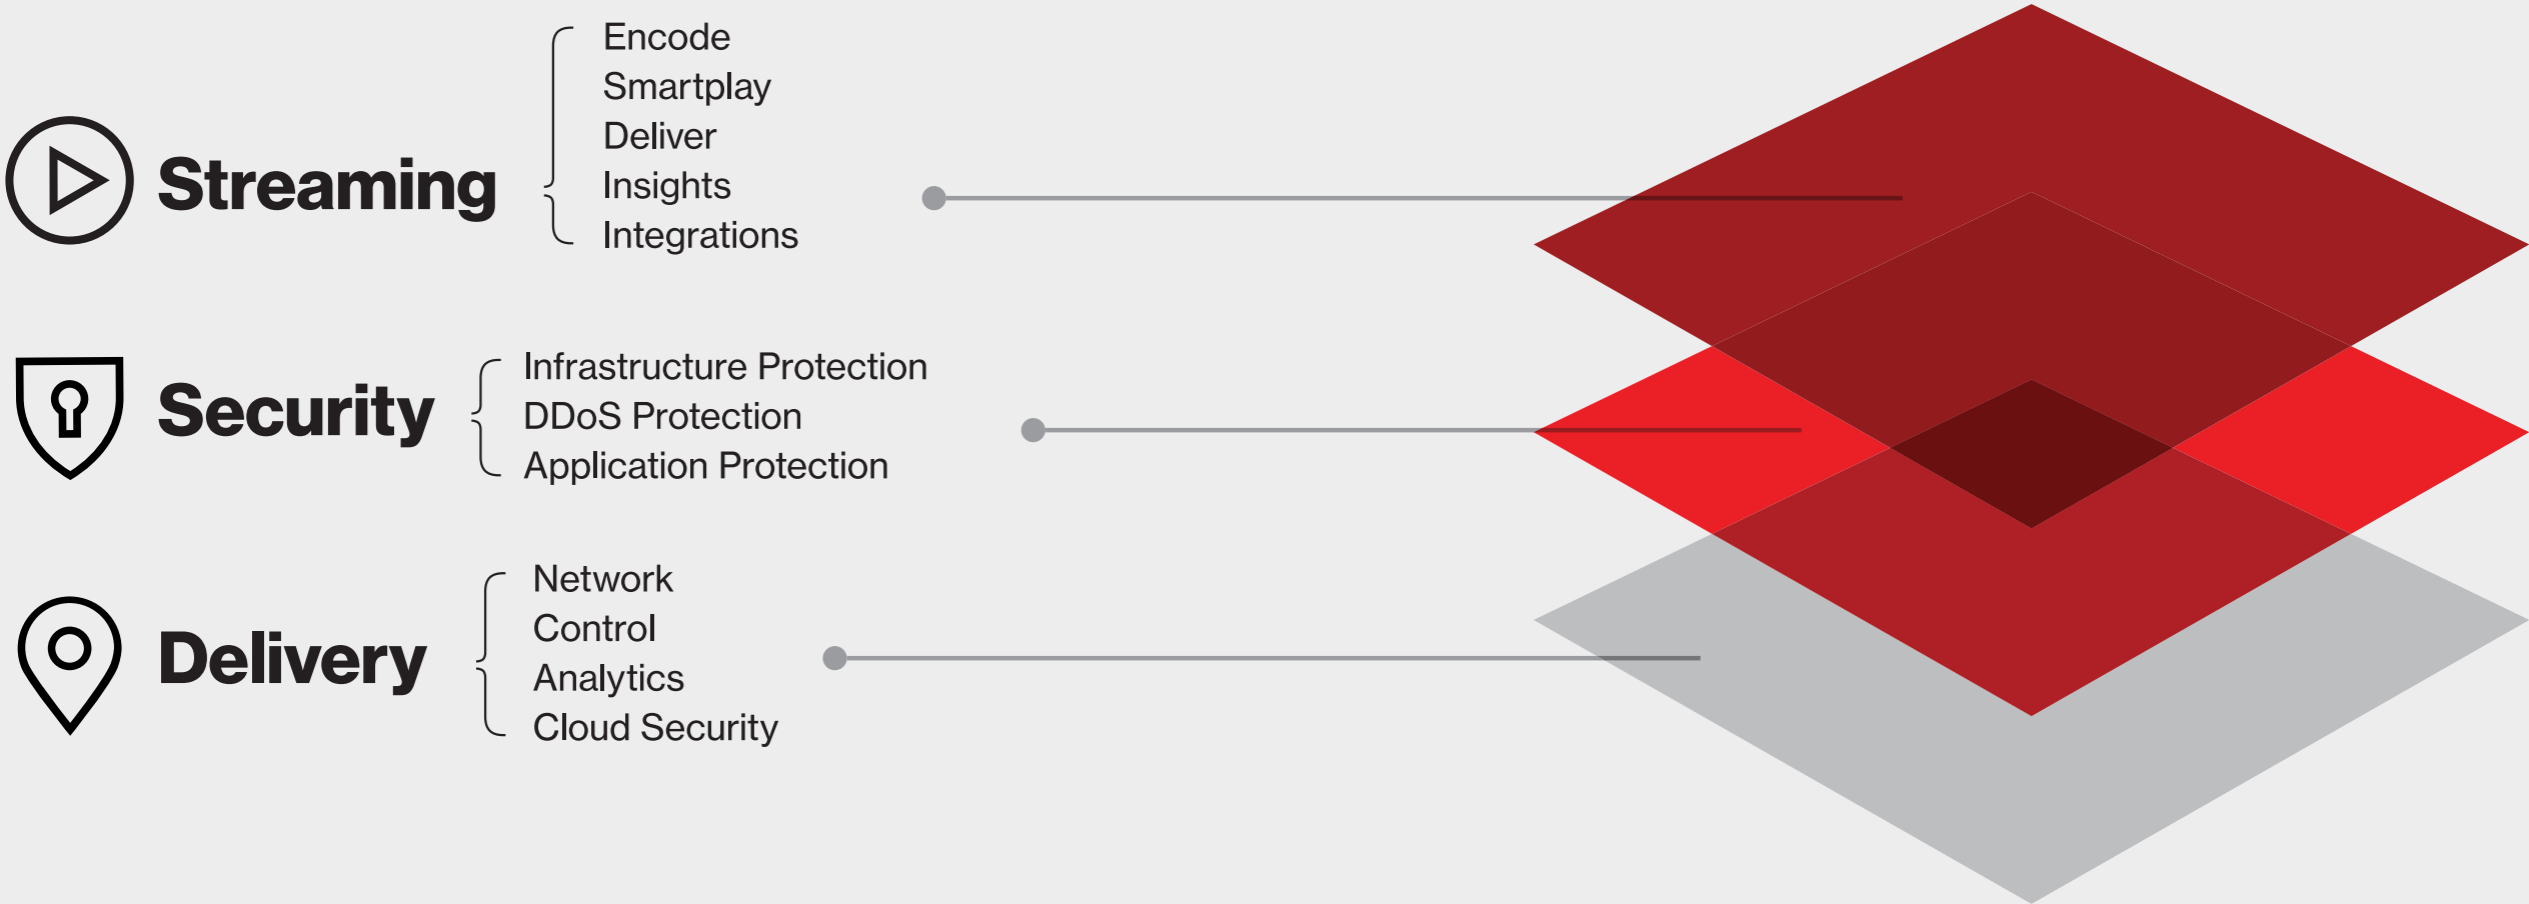 Streaming
Encode
Smartplay
Deliver
Insights
Integrations
Security
Infrastructure Protection
DDoS Protection
Application Protection
Delivery
Network
Control
Analytics
Cloud Security